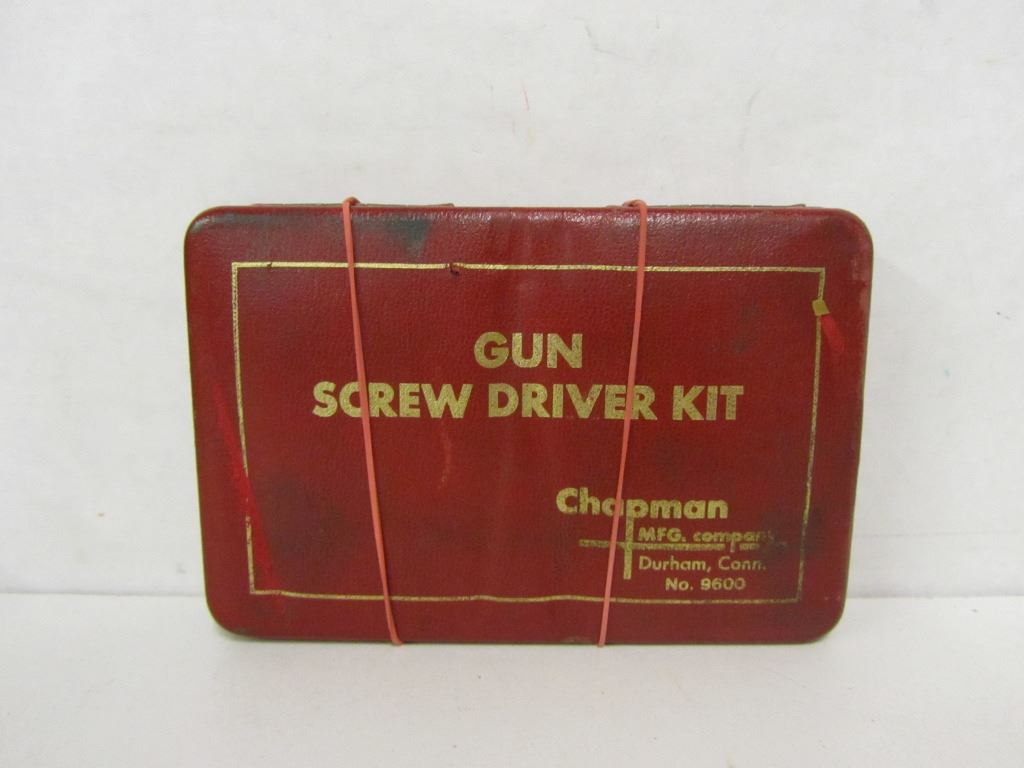 GUN
SCREW DRIVER KIT
Chapman
MFG. company
Durham, Conn.
No. 9600